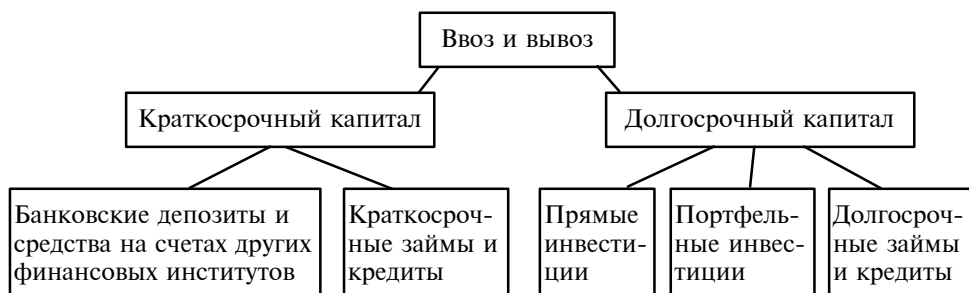 Ввоз и вывоз
Краткосрочный капитал
Долгосрочный капитал
Банковские депозиты и
средства на счетах других
финансовых институтов
Краткосроч-
ные займы и
кредиты
Прямые
инвести-
ции
Портфель-
ные инвес-
тиции
Долгосроч-
ные займы
и кредиты